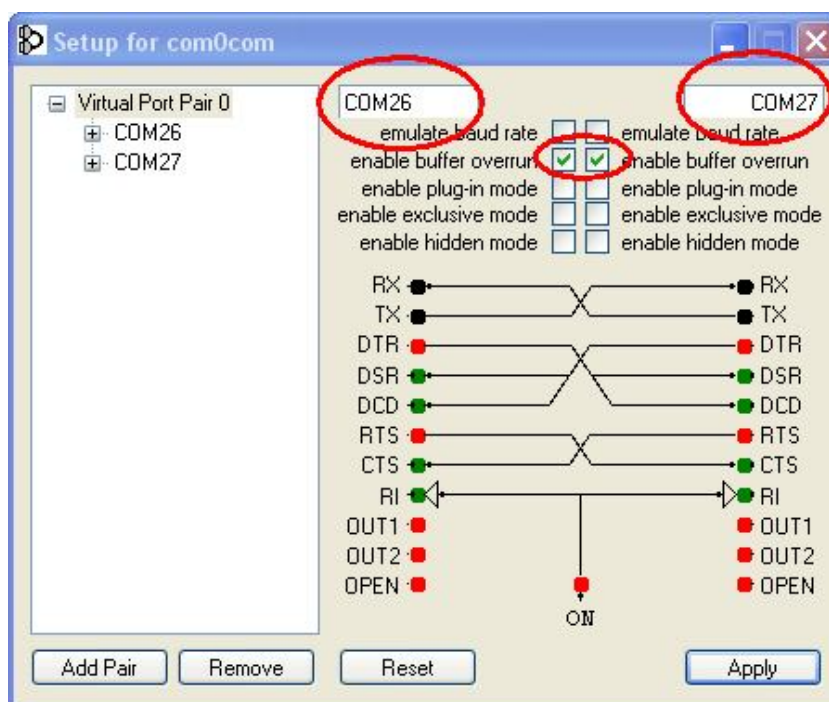 Setup for com0com
Virtual Port Pair 0
COM26
COM27
COM26 COM27
emulate baud rate emulate baud rate
enable buffer overrun enable buffer overrun
enable plug-in mode enable plug-in mode
enable exclusive mode enable exclusive mode
enable hidden mode enable hidden mode
RX RX
TX TX
DTR DTR
DSR DSR
DCD DCD
RTS RTS
CTS CTS
RI RI
OUT1 OUT1
OUT2 OUT2
OPEN OPEN
ON
Add Pair Remove Reset Apply